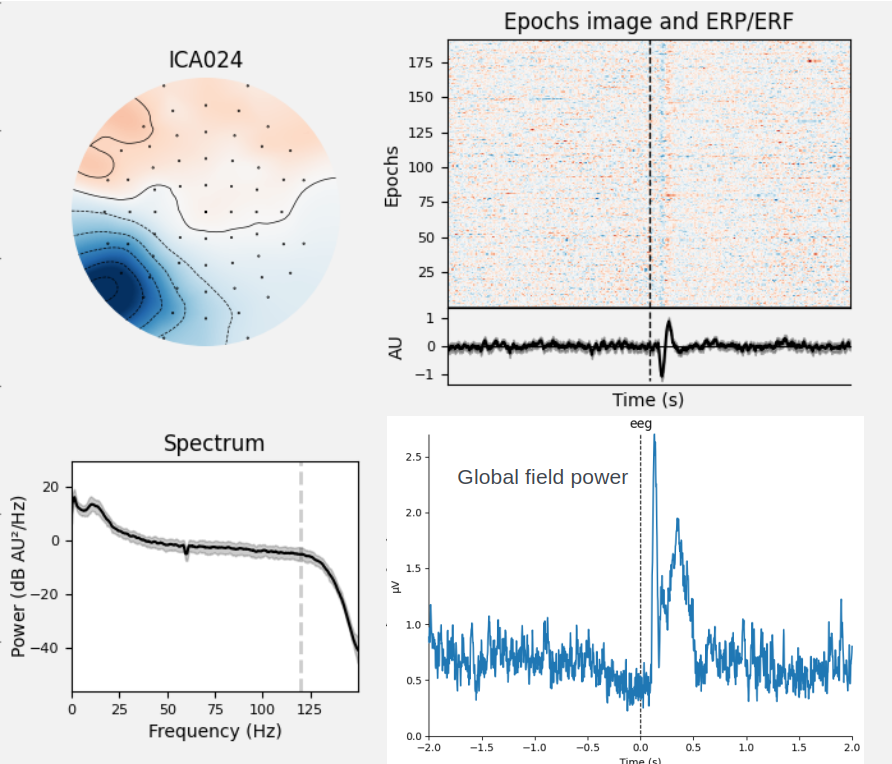 ICA024
Epochs image and ERP/ERF
175
150
125
100
75
50
25
Epochs
1
0
−1
AU
Time (s)
Spectrum
20
0
−20
−40
Power (dB AU²/Hz)
0
25
50
75
100
125
Frequency (Hz)
eeg
Global field power
2.5
2.0
1.5
1.0
0.5
0.0
µV
−2.0
−1.5
−1.0
−0.5
0.0
0.5
1.0
1.5
2.0
Time (s)